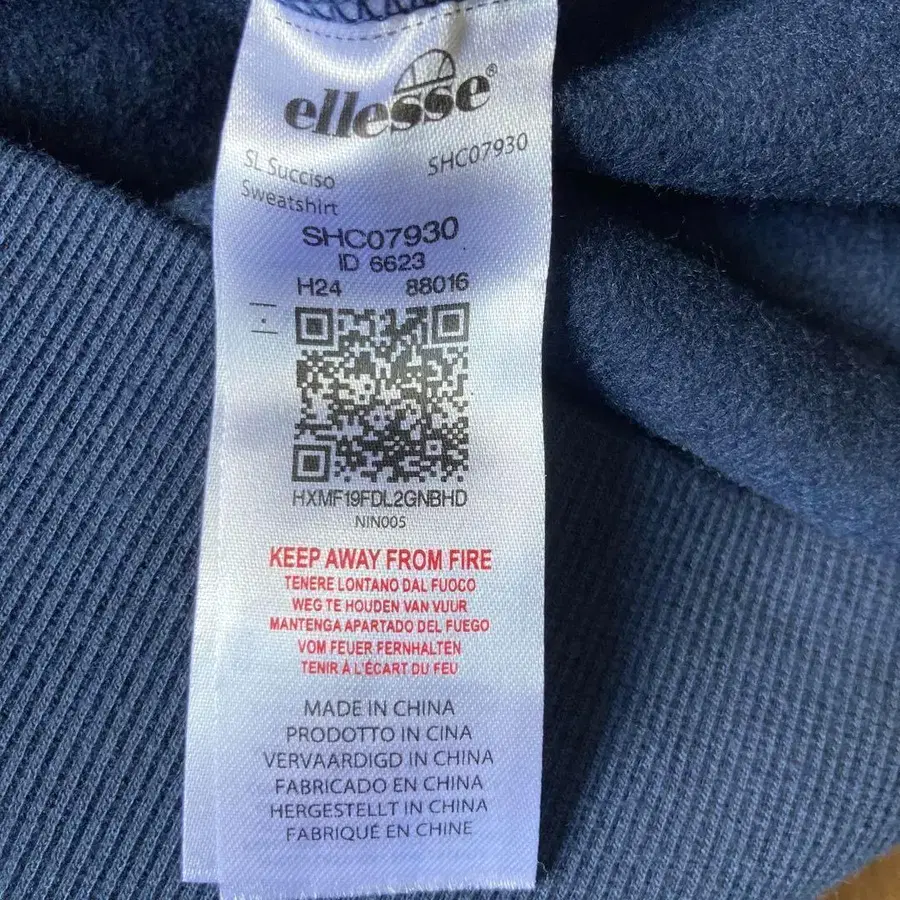 ellesse®
SL Succiso SHC07930
Sweatshirt
SHC07930
ID 6623
H24 88016
HXMF19FDL2GNBHD
NIN005
KEEP AWAY FROM FIRE
TENERE LONTANO DAL FUOCO
WEG TE HOUDEN VAN VUUR
MANTENGA APARTADO DEL FUEGO
VOM FEUER FERNHALTEN
TENIR À L'ÉCART DU FEU
MADE IN CHINA
PRODOTTO IN CINA
VERVAARDIGD IN CHINA
FABRICADO EN CHINA
HERGESTELLT IN CHINA
FABRIQUÉ EN CHINE